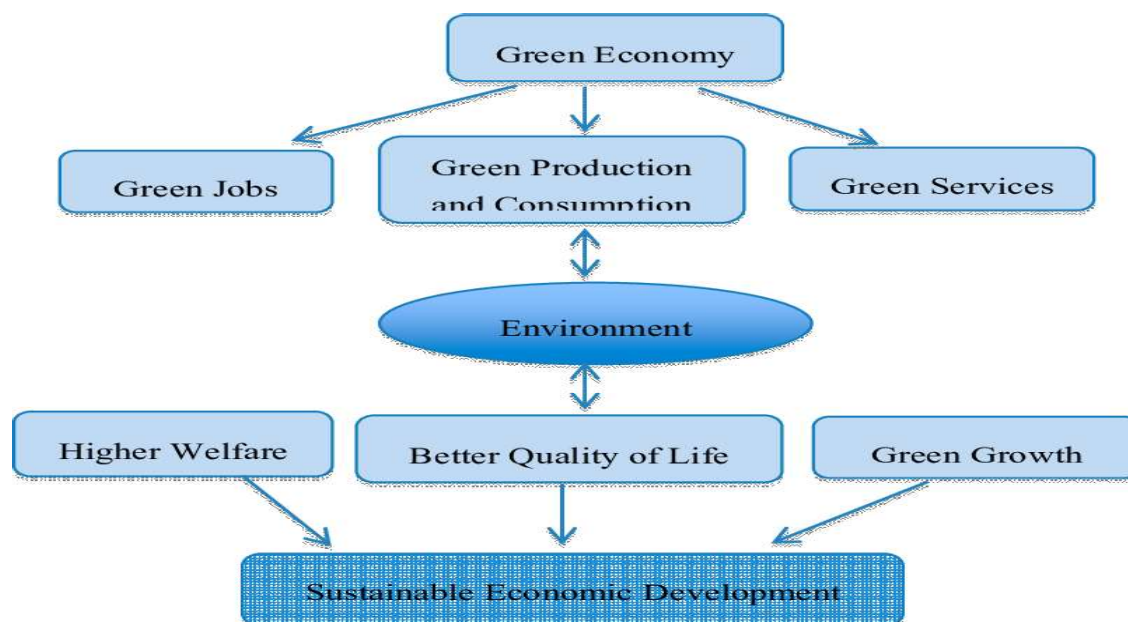 Green Economy
Green Jobs
Green Production
and Consumption
Green Services
Environment
Higher Welfare
Better Quality of Life
Green Growth
Sustainable Economic Development